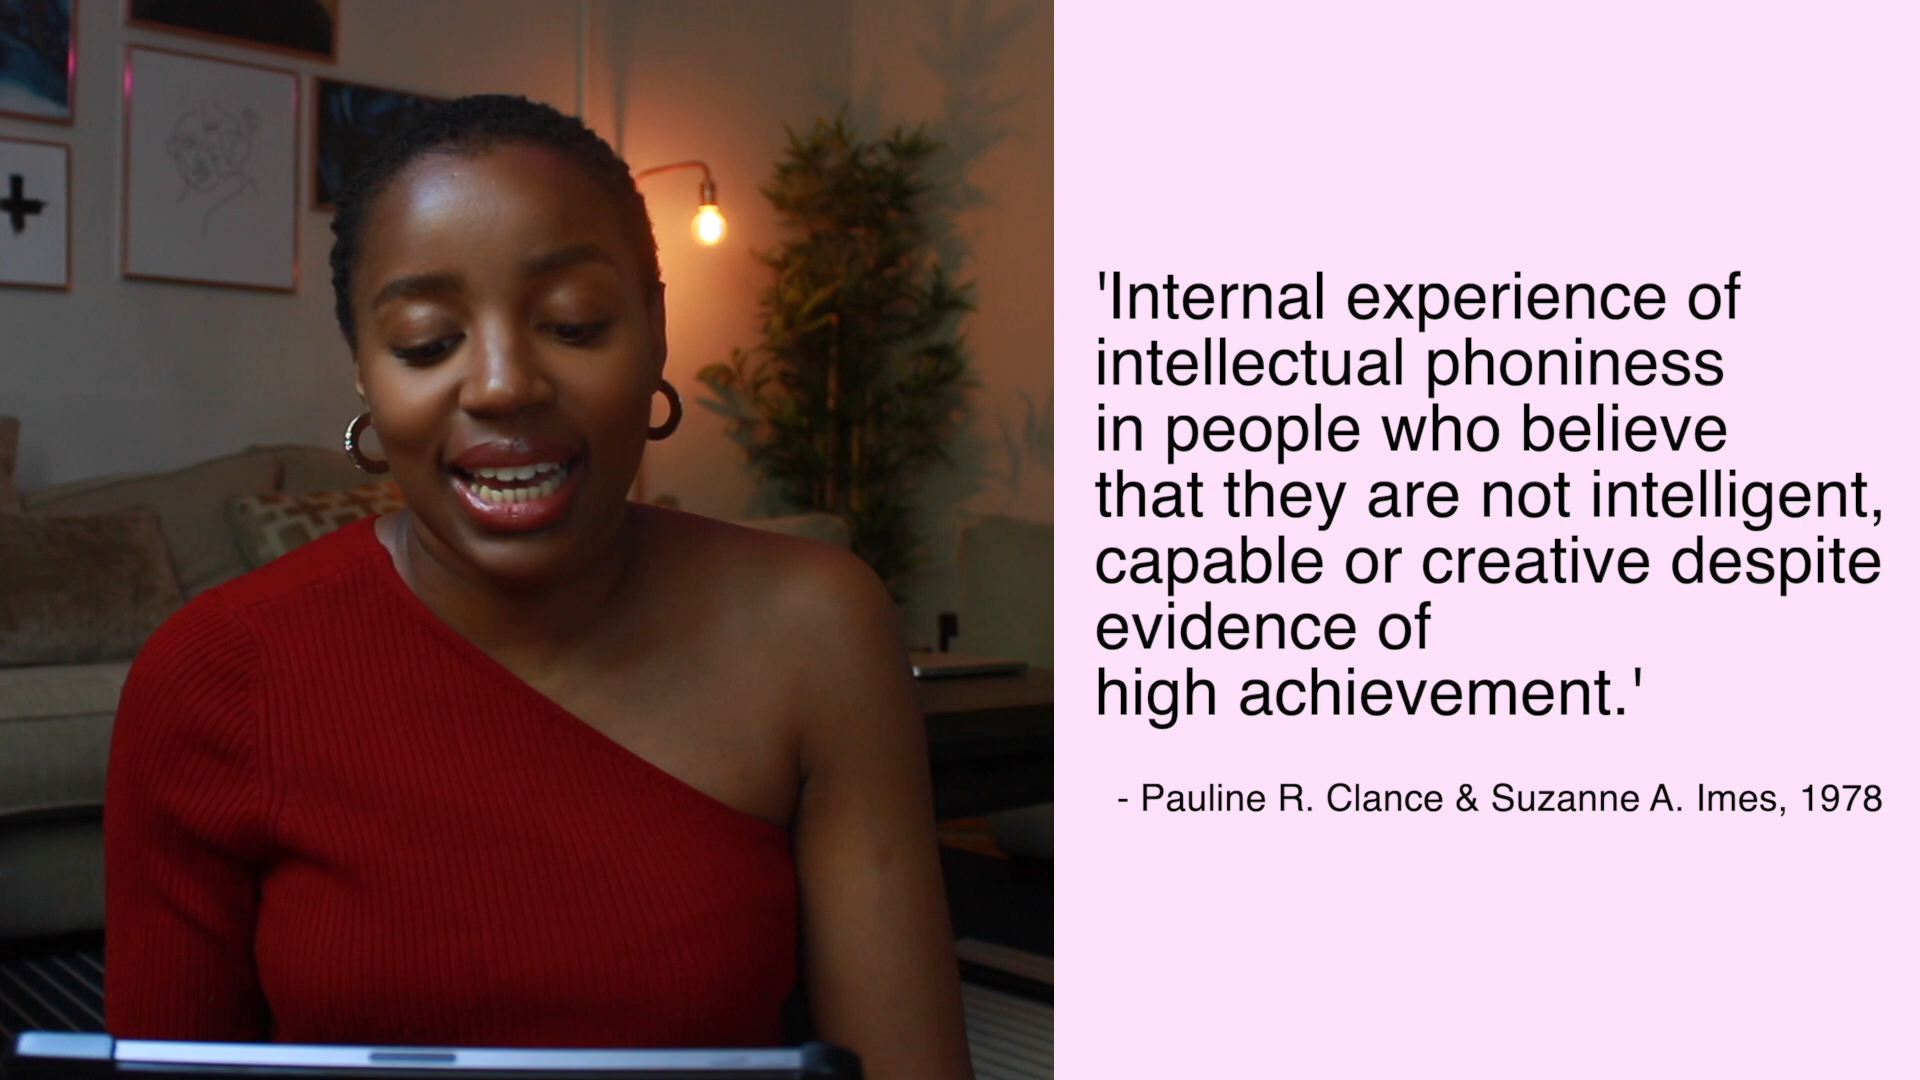 'Internal experience of
intellectual phoniness
in people who believe
that they are not intelligent,
capable or creative despite
evidence of
high achievement.'
- Pauline R. Clance & Suzanne A. Imes, 1978